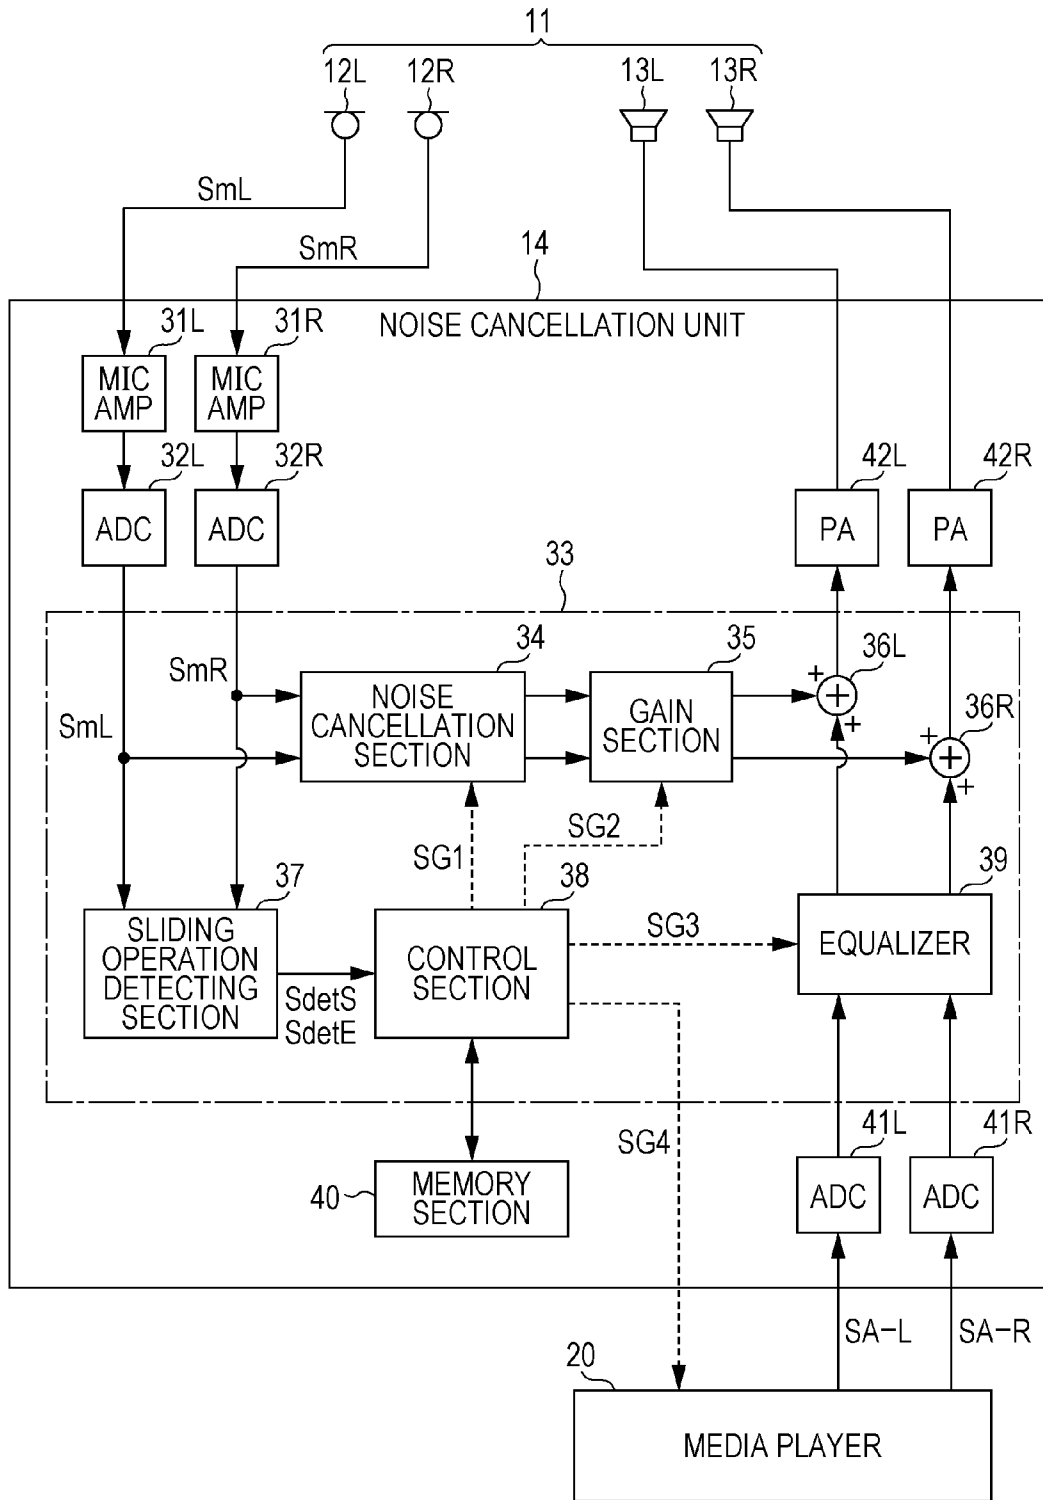 11
12L 12R 13L 13R
SmL
SmR
14
NOISE CANCELLATION UNIT
31L 31R
MIC
AMP
MIC
AMP
32L 32R
ADC ADC
42L 42R
PA PA
33
34 35 36L
SmR
NOISE
CANCELLATION
SECTION
GAIN
SECTION
+
+
+
36R
SmL
+
+
+
SG1
SG2
37
38
39
SLIDING
OPERATION
DETECTING
SECTION
SdetS
SdetE
CONTROL
SECTION
SG3
EQUALIZER
SG4
41L 41R
40
MEMORY
SECTION
ADC ADC
SA-L SA-R
20
MEDIA PLAYER